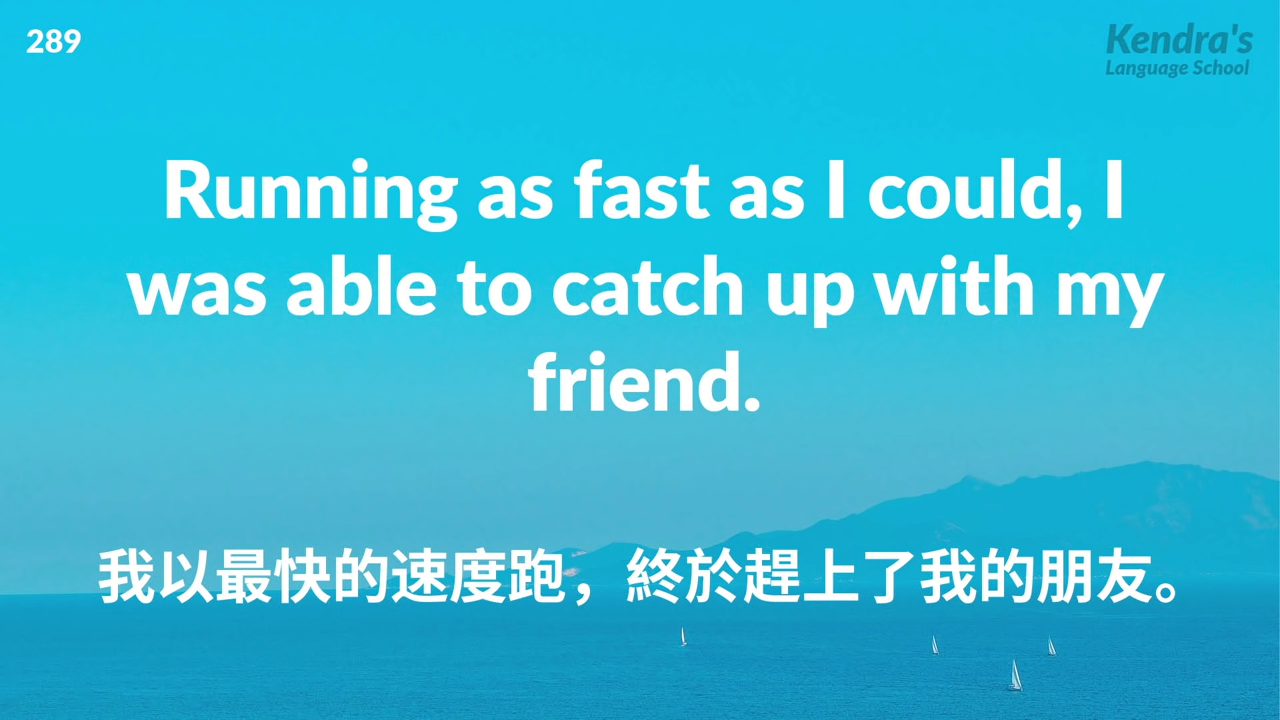 289
Kendra's
Language School
Running as fast as I could, I
was able to catch up with my
friend.
我以最快的速度跑，終於趕上了我的朋友。